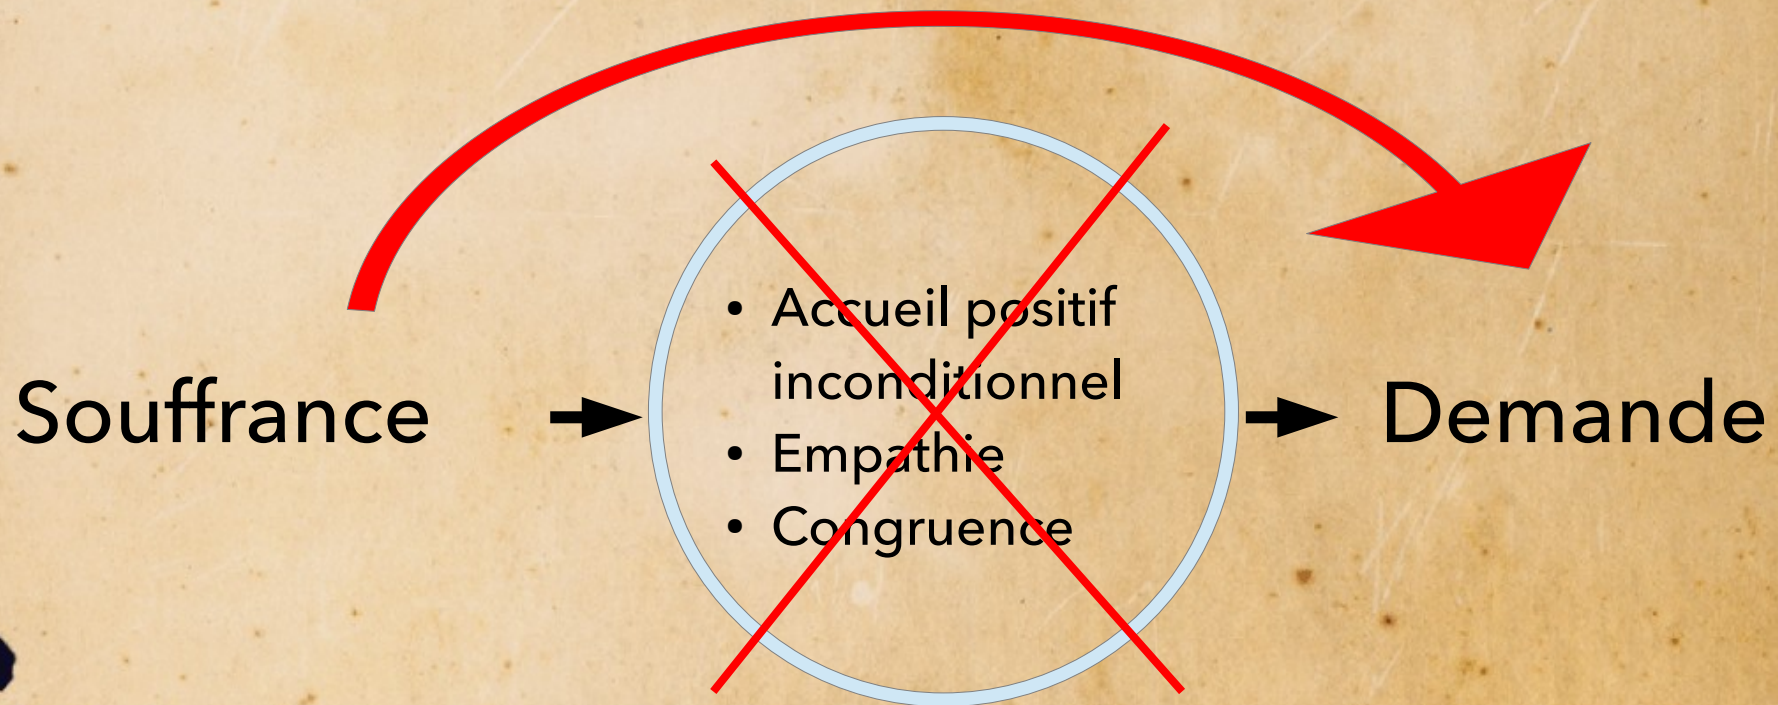 Souffrance
• Accueil positif
inconditionnel
• Empathie
• Congruence
Demande